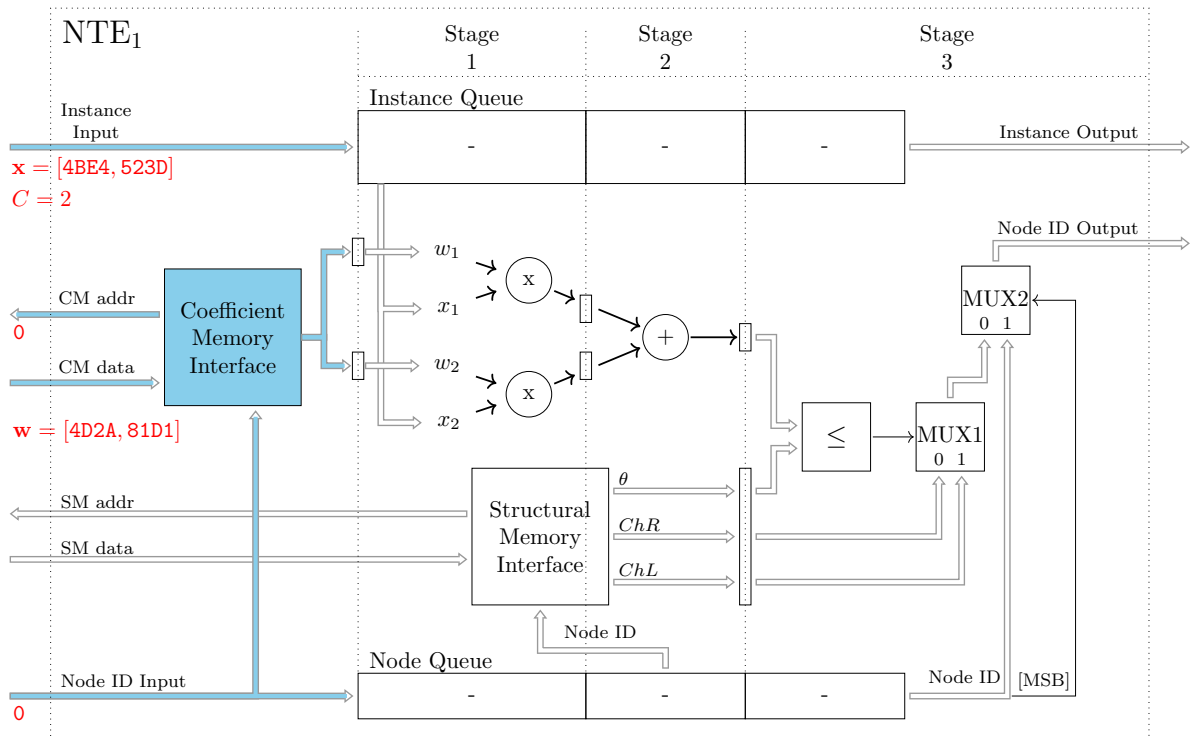 NTE₁
Stage
1
Stage
2
Stage
3
Instance Queue
-
-
-
Instance
Input
x = [4BE4, 523D]
C = 2
Instance Output
Node ID Output
CM addr
0
CM data
w = [4D2A, 81D1]
Coefficient
Memory
Interface
w₁
x₁
w₂
x₂
x
x
+
≤
MUX1
0 1
MUX2
0 1
SM addr
SM data
Structural
Memory
Interface
θ
ChR
ChL
Node ID
Node Queue
-
-
-
Node ID Input
0
Node ID
[MSB]